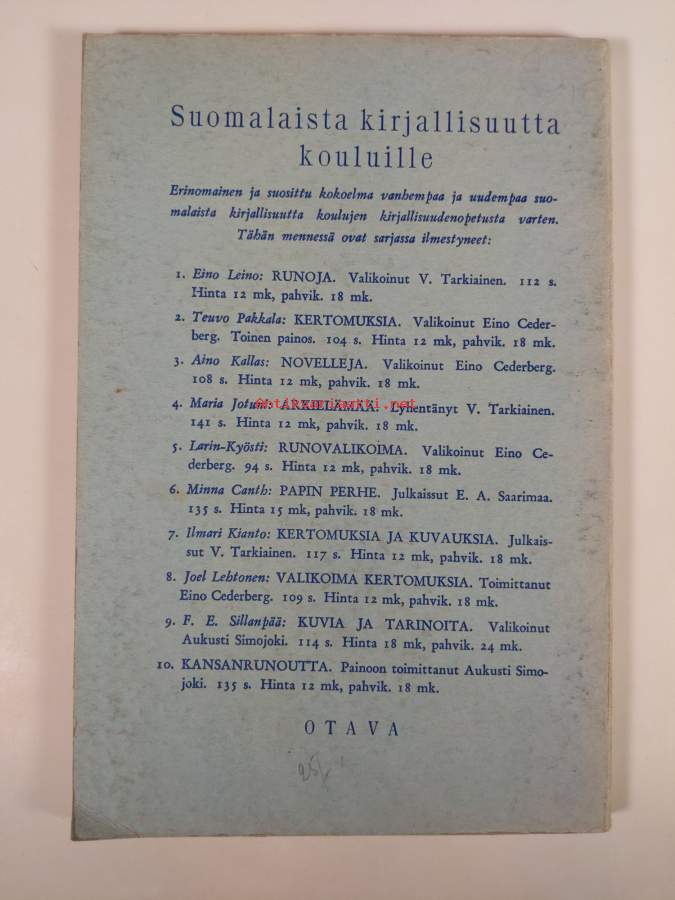 Suomalaista kirjallisuutta
kouluille
Erinomainen ja suosittu kokoelma vanhempaa ja uudempaa suo-
malaista kirjallisuutta koulujen kirjallisuudenopetusta varten.
Tähän mennessä ovat sarjassa ilmestyneet:
1. Eino Leino: RUNOJA. Valikoinut V. Tarkiainen. 112 s.
Hinta 12 mk, pahvik. 18 mk.
2. Teuvo Pakkala: KERTOMUKSIA. Valikoinut Eino Ceder-
berg. Toinen painos. 104 s. Hinta 12 mk, pahvik. 18 mk.
3. Aino Kallas: NOVELLEJA. Valikoinut Eino Cederberg.
108 s. Hinta 12 mk, pahvik. 18 mk.
4. Maria Jotuni: ARKIELÄMÄÄ. Lyhentänyt V. Tarkiainen.
141 s. Hinta 12 mk, pahvik. 18 mk.
5. Larin-Kyösti: RUNOVALIKOIMA. Valikoinut Eino Ce-
derberg. 94 s. Hinta 12 mk, pahvik. 18 mk.
6. Minna Canth: PAPIN PERHE. Julkaissut E. A. Saarimaa.
135 s. Hinta 15 mk, pahvik. 18 mk.
7. Ilmari Kianto: KERTOMUKSIA JA KUVAUKSIA. Julkais-
sut V. Tarkiainen. 117 s. Hinta 12 mk, pahvik. 18 mk.
8. Joel Lehtonen: VALIKOIMA KERTOMUKSIA. Toimittanut
Eino Cederberg. 109 s. Hinta 12 mk, pahvik. 18 mk.
9. F. E. Sillanpää: KUVIA JA TARINOITA. Valikoinut
Aukusti Simojoki. 114 s. Hinta 18 mk, pahvik. 24 mk.
10. KANSANRUNOUTTA. Painoon toimittanut Aukusti Simo-
joki. 135 s. Hinta 12 mk, pahvik. 18 mk.
OTAVA